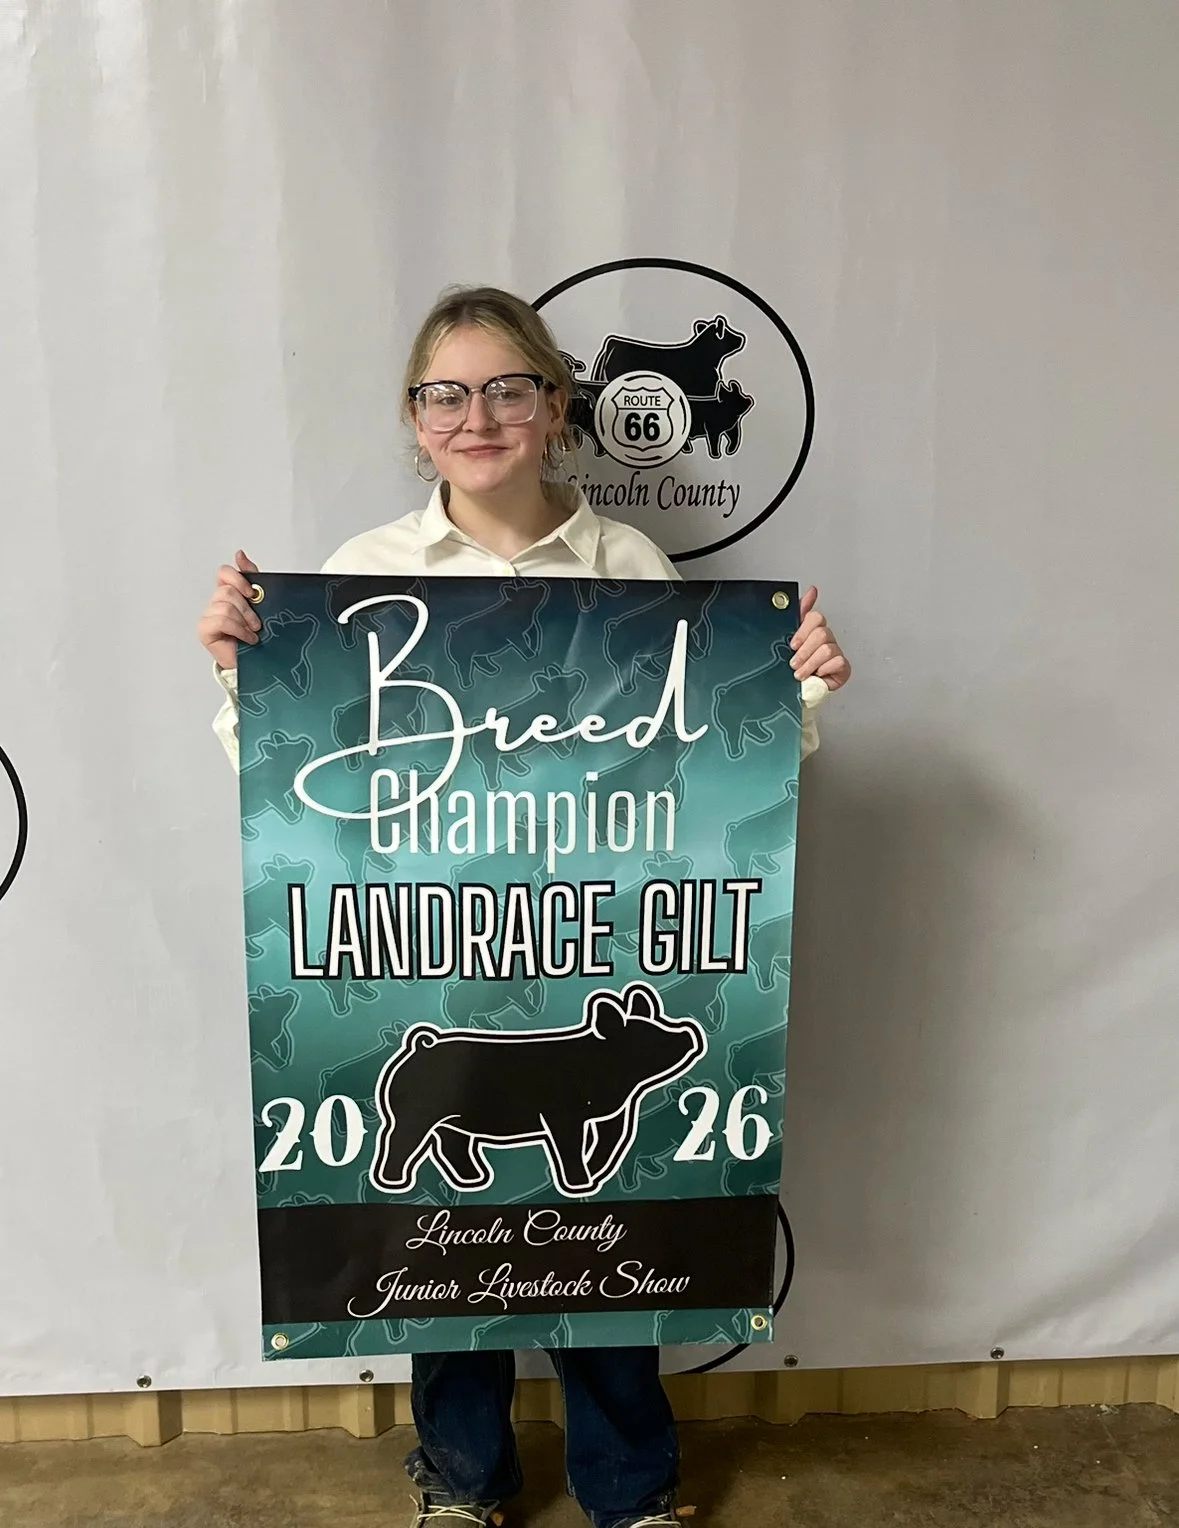 ROUTE
66
Lincoln County
Breed
Champion
LANDRACE GILT
20 26
Lincoln County
Junior Livestock Show